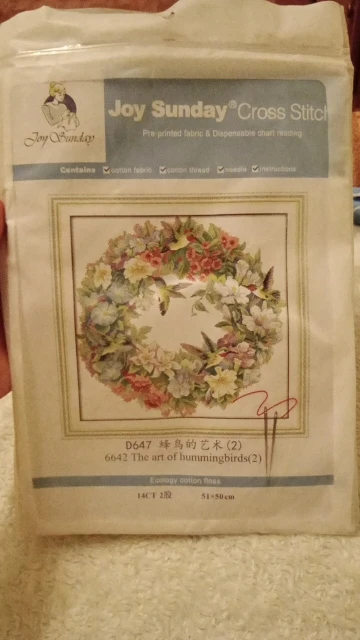 Joy Sunday
Joy Sunday® Cross Stitch
Pre-printed fabric & Dispensable chart reading
Contains cotton fabric cotton thread needle instructions
D647 蜂鸟的艺术(2)
6642 The art of hummingbirds(2)
Ecology cotton floss
14CT 2股 51×50cm